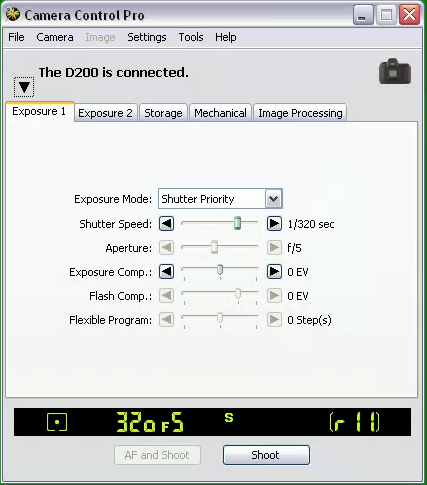 Camera Control Pro
File Camera Image Settings Tools Help
The D200 is connected.
Exposure 1 Exposure 2 Storage Mechanical Image Processing
Exposure Mode: Shutter Priority
Shutter Speed: 1/320 sec
Aperture: f/5
Exposure Comp.: 0 EV
Flash Comp.: 0 EV
Flexible Program: 0 Step(s)
320 F5 S (r 11)
AF and Shoot Shoot